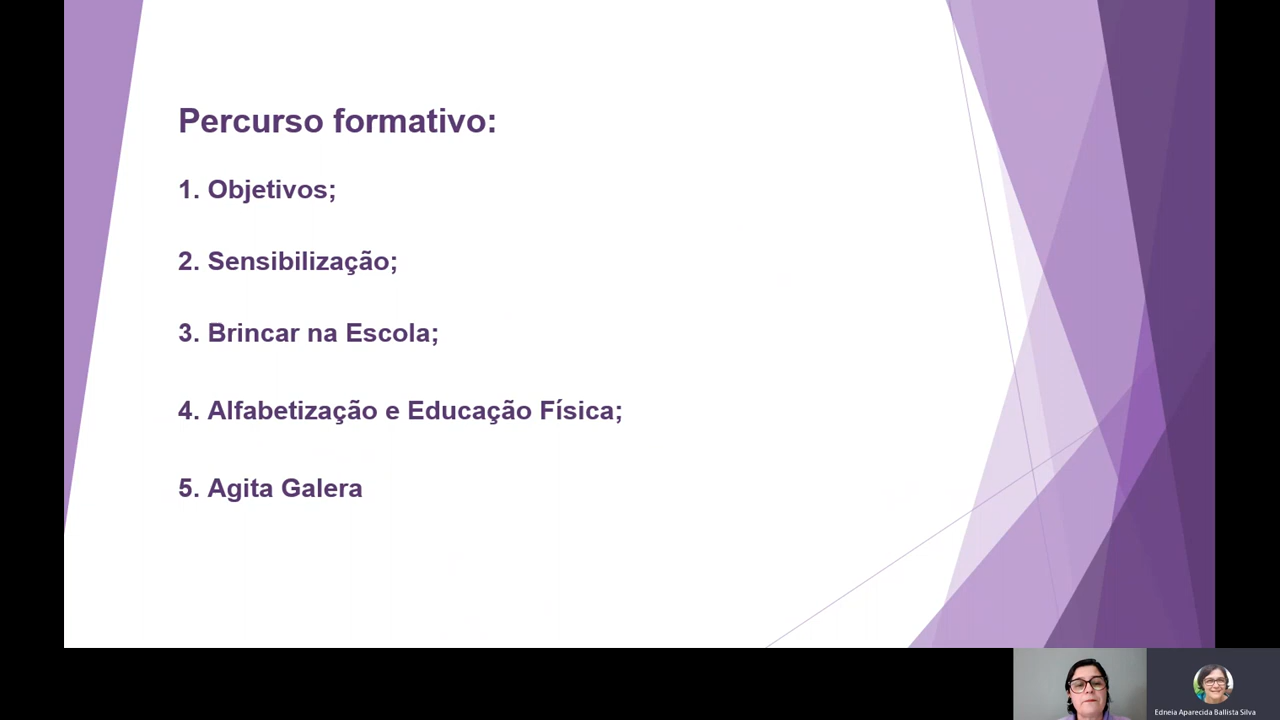 Percurso formativo:
1. Objetivos;
2. Sensibilização;
3. Brincar na Escola;
4. Alfabetização e Educação Física;
5. Agita Galera
Edneia Aparecida Ballista Silva